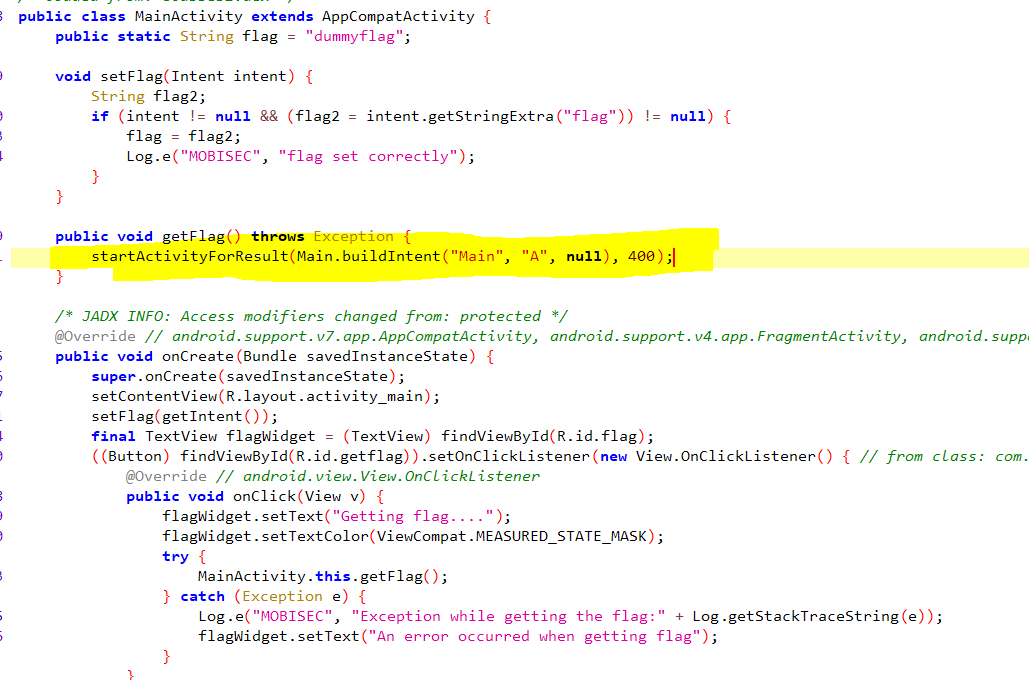 public class MainActivity extends AppCompatActivity {
public static String flag = "dummyflag";
void setFlag(Intent intent) {
String flag2;
if (intent != null && (flag2 = intent.getStringExtra("flag")) != null) {
flag = flag2;
Log.e("MOBISEC", "flag set correctly");
}
}
public void getFlag() throws Exception {
startActivityForResult(Main.buildIntent("Main", "A", null), 400);
}
/* JADX INFO: Access modifiers changed from: protected */
@Override // android.support.v7.app.AppCompatActivity, android.support.v4.app.FragmentActivity, android.supp
public void onCreate(Bundle savedInstanceState) {
super.onCreate(savedInstanceState);
setContentView(R.layout.activity_main);
setFlag(getIntent());
final TextView flagWidget = (TextView) findViewById(R.id.flag);
((Button) findViewById(R.id.getflag)).setOnClickListener(new View.OnClickListener() { // from class: com.
@Override // android.view.View.OnClickListener
public void onClick(View v) {
flagWidget.setText("Getting flag....");
flagWidget.setTextColor(ViewCompat.MEASURED_STATE_MASK);
try {
MainActivity.this.getFlag();
} catch (Exception e) {
Log.e("MOBISEC", "Exception while getting the flag:" + Log.getStackTraceString(e));
flagWidget.setText("An error occurred when getting flag");
}
}